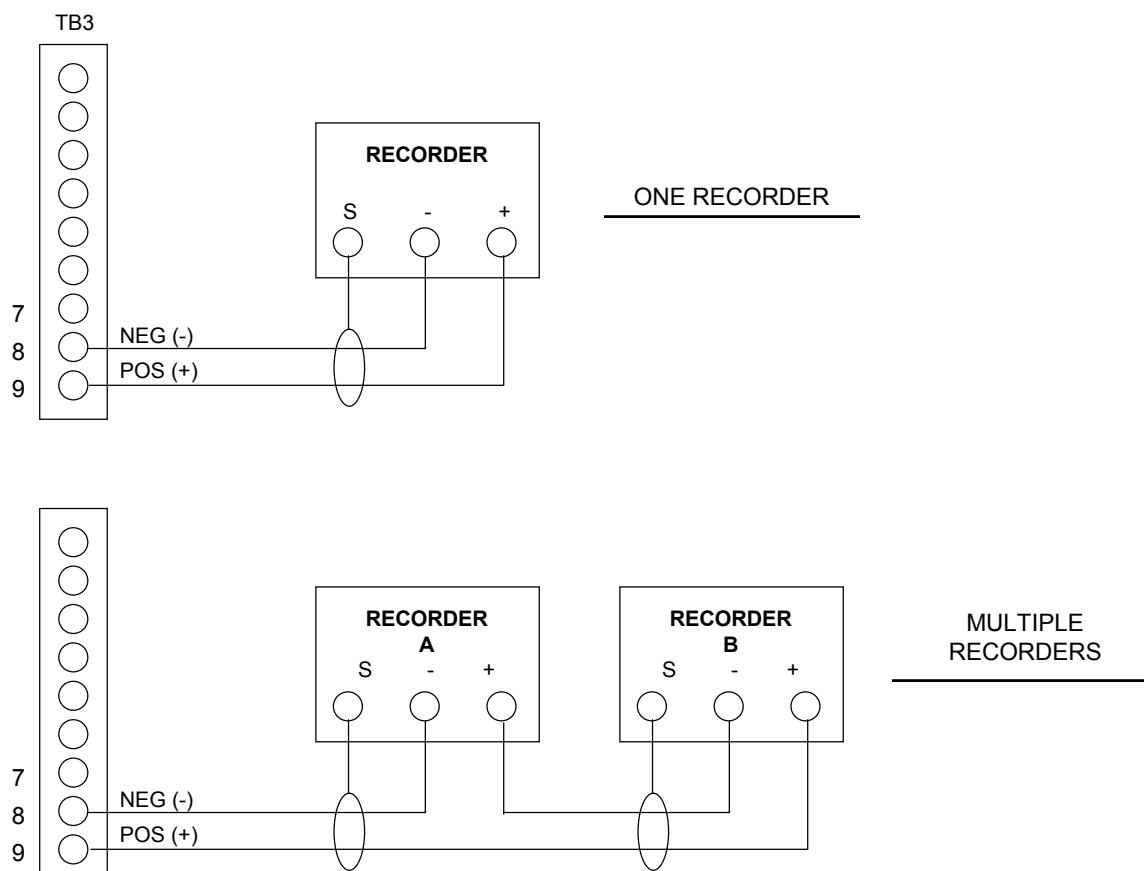 TB3
RECORDER
S - +
ONE RECORDER
7
8
9
NEG (-)
POS (+)
RECORDER
A
S - +
RECORDER
B
S - +
MULTIPLE
RECORDERS
7
8
9
NEG (-)
POS (+)